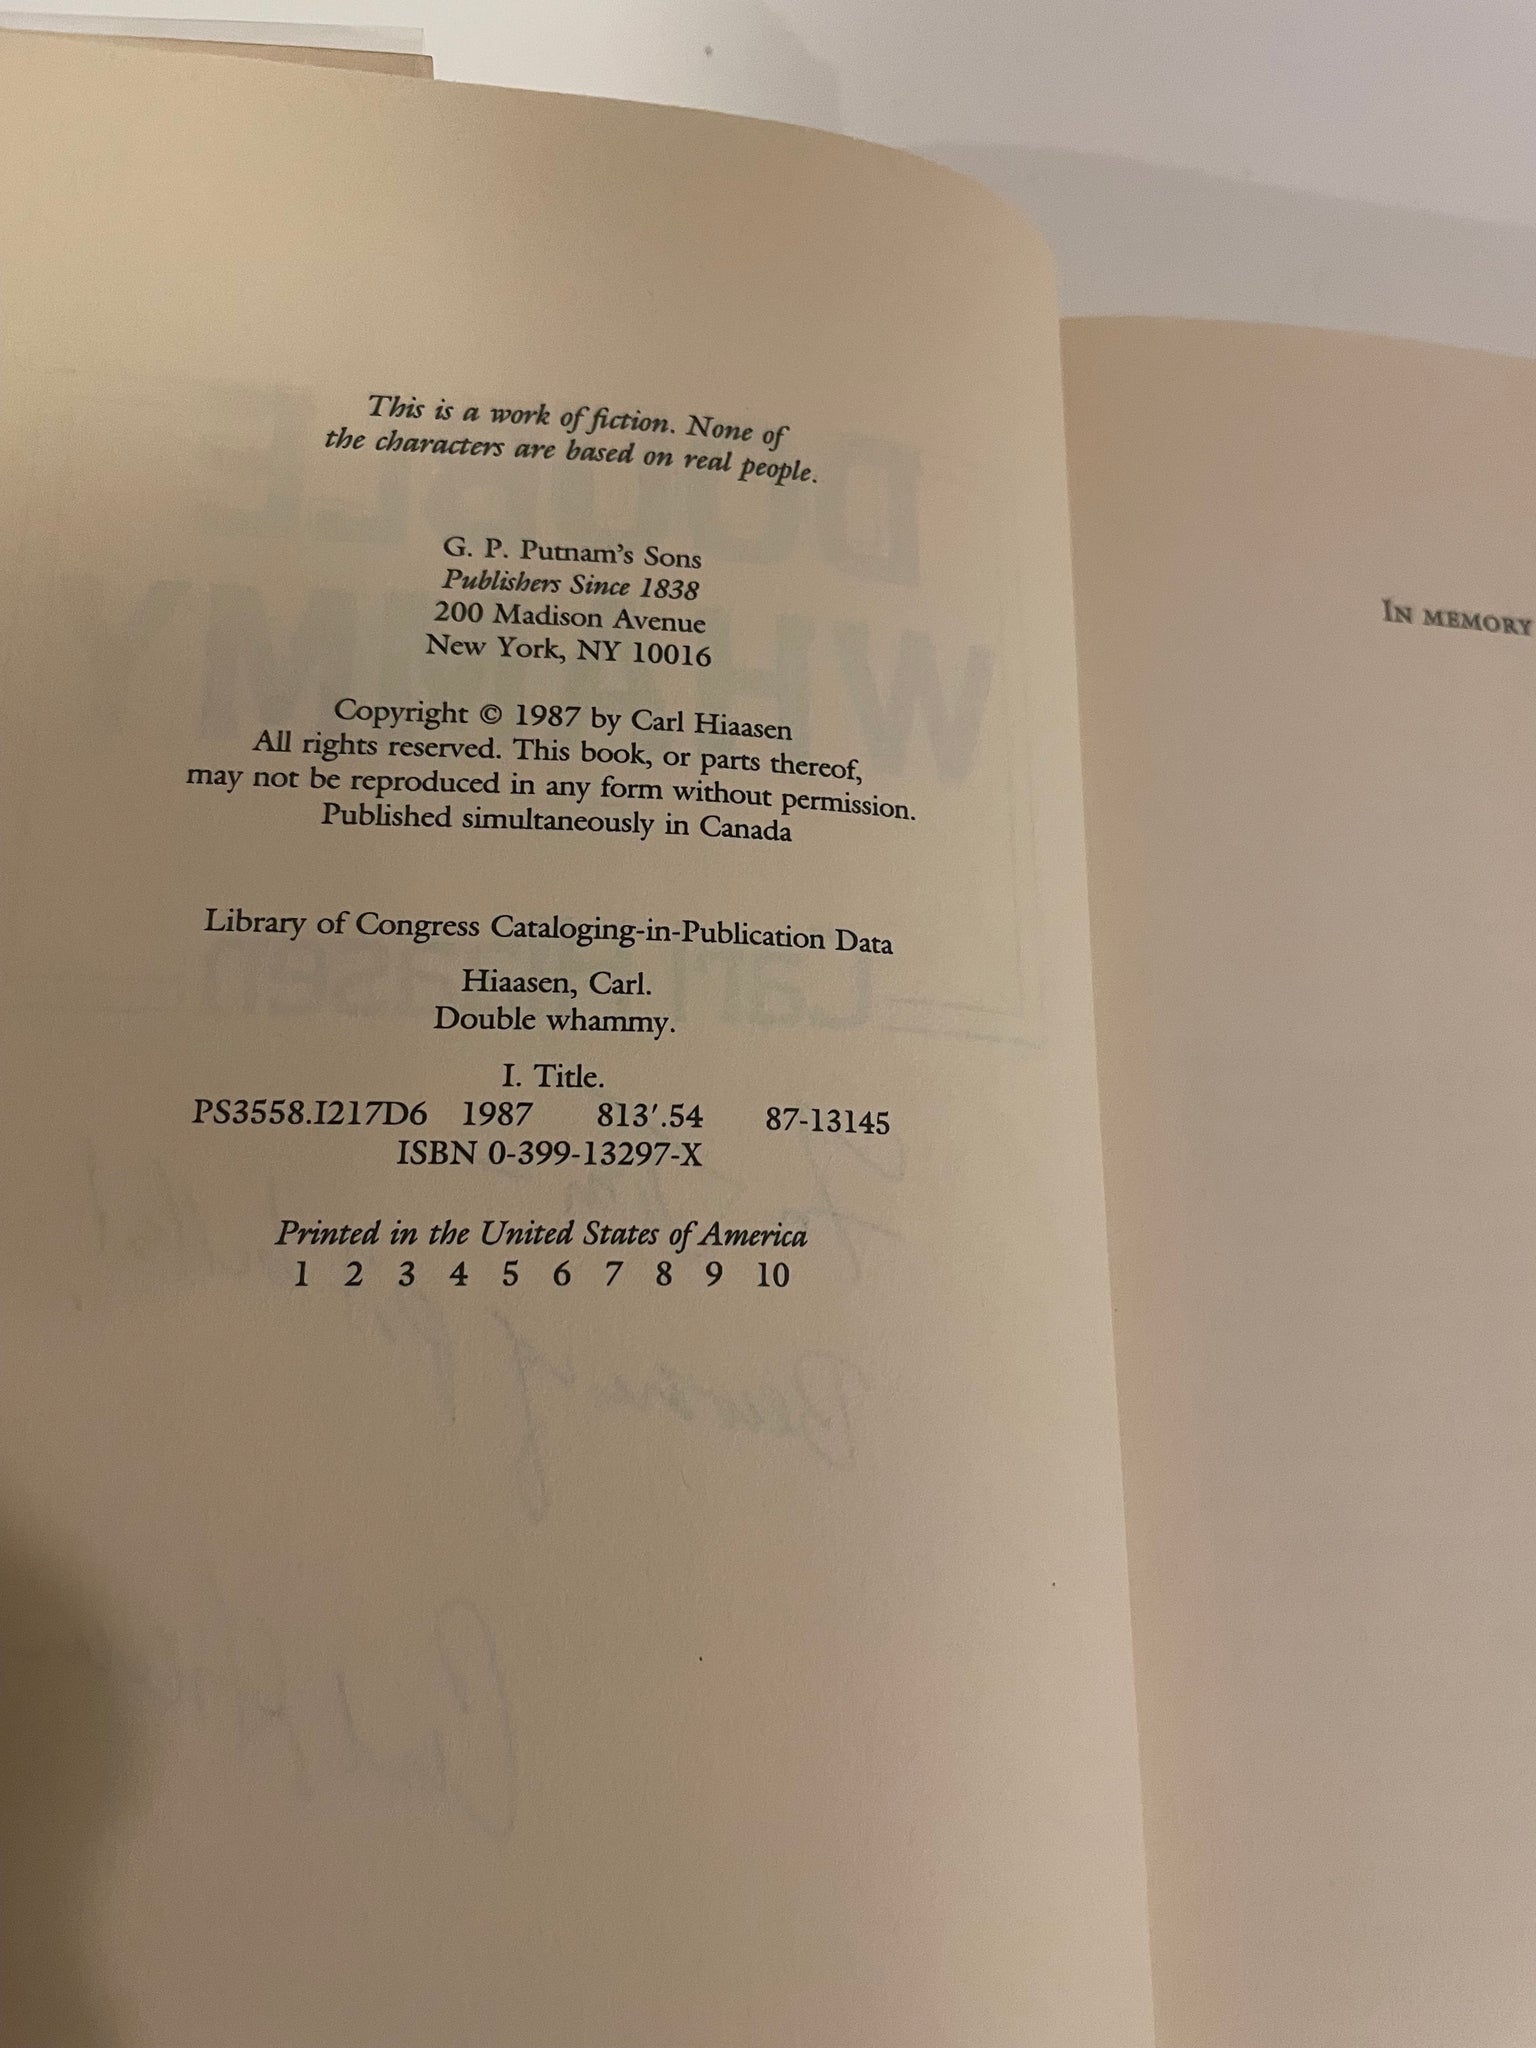 This is a work of fiction. None of
the characters are based on real people.
G. P. Putnam's Sons
Publishers Since 1838
200 Madison Avenue
New York, NY 10016
Copyright © 1987 by Carl Hiaasen
All rights reserved. This book, or parts thereof,
may not be reproduced in any form without permission.
Published simultaneously in Canada
Library of Congress Cataloging-in-Publication Data
Hiaasen, Carl.
Double whammy.
I. Title.
PS3558.I217D6 1987 813'.54 87-13145
ISBN 0-399-13297-X
Printed in the United States of America
1 2 3 4 5 6 7 8 9 10
IN MEMORY